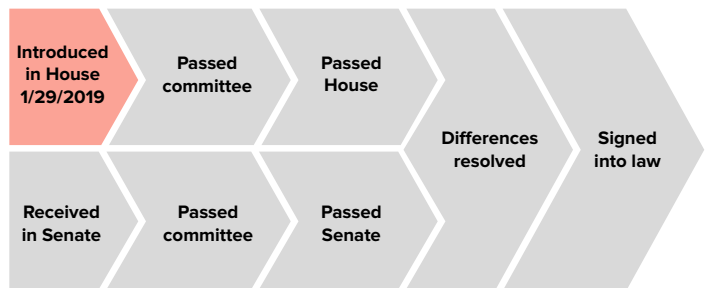 Introduced
in House
1/29/2019
Passed
committee
Passed
House
Differences
resolved
Signed
into law
Received
in Senate
Passed
committee
Passed
Senate